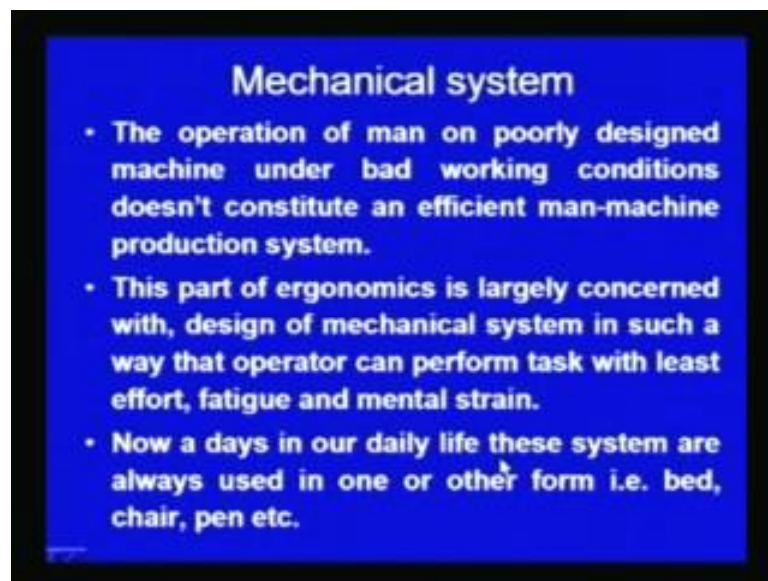 Mechanical system
• The operation of man on poorly designed
machine under bad working conditions
doesn't constitute an efficient man-machine
production system.
• This part of ergonomics is largely concerned
with, design of mechanical system in such a
way that operator can perform task with least
effort, fatigue and mental strain.
• Now a days in our daily life these system are
always used in one or other form i.e. bed,
chair, pen etc.